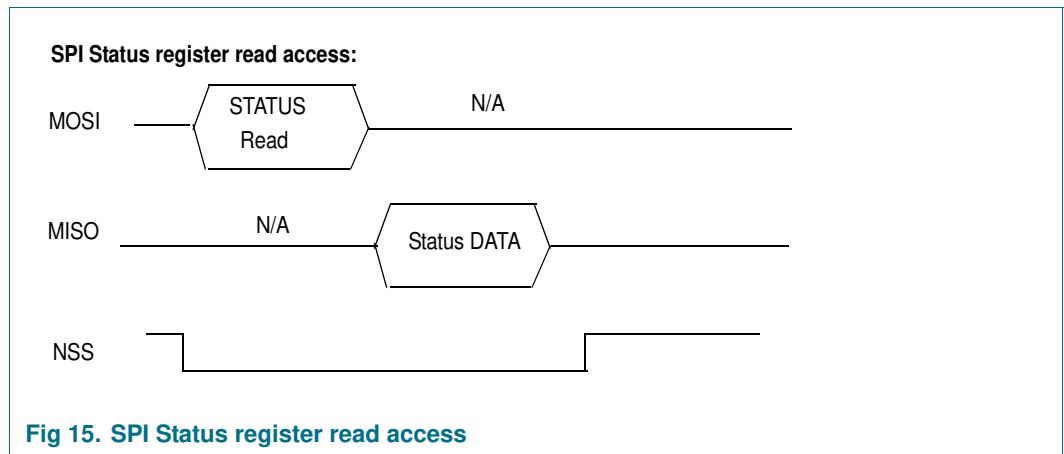 SPI Status register read access:
MOSI
STATUS
Read
N/A
MISO
N/A
Status DATA
NSS
Fig 15. SPI Status register read access